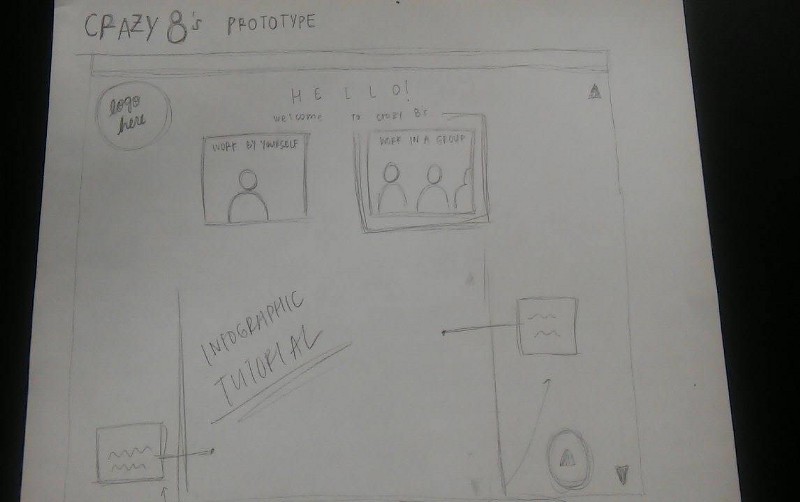 CRAZY 8's PROTOTYPE
logo
here
HELLO!
welcome to crazy 8's
WORK BY YOURSELF
WORK IN A GROUP
INFOGRAPHIC
TUTORIAL